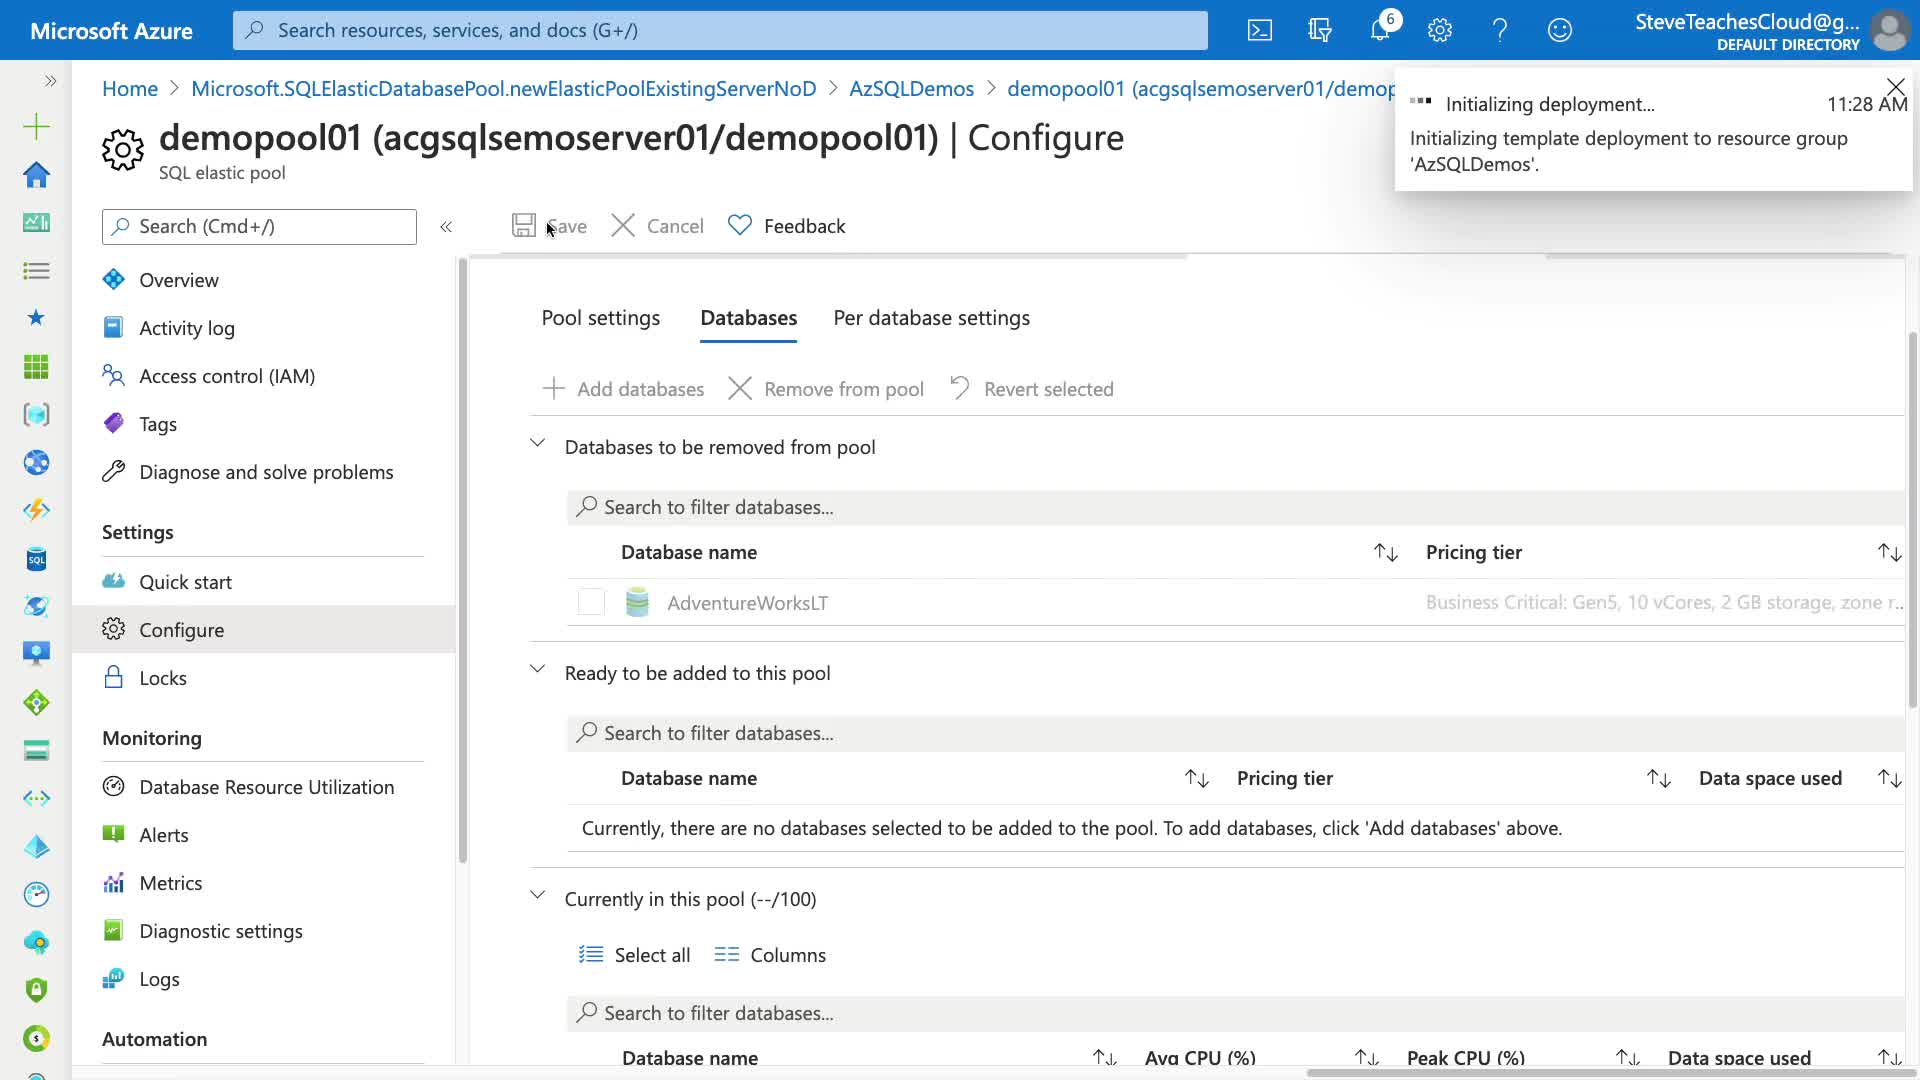 Microsoft Azure
Search resources, services, and docs (G+/)
6
SteveTeachesCloud@g...
DEFAULT DIRECTORY
Home > Microsoft.SQLElasticDatabasePool.newElasticPoolExistingServerNoD > AzSQLDemos > demopool01 (acgsqlsemoserver01/demop
Initializing deployment...
11:28 AM
Initializing template deployment to resource group
'AzSQLDemos'.
demopool01 (acgsqlsemoserver01/demopool01) | Configure
SQL elastic pool
Search (Cmd+/)
Save
Cancel
Feedback
Overview
Activity log
Access control (IAM)
Tags
Diagnose and solve problems
Settings
Quick start
Configure
Locks
Monitoring
Database Resource Utilization
Alerts
Metrics
Diagnostic settings
Logs
Automation
SQL
Pool settings
Databases
Per database settings
Add databases
Remove from pool
Revert selected
Databases to be removed from pool
Search to filter databases...
Database name
Pricing tier
AdventureWorksLT
Business Critical: Gen5, 10 vCores, 2 GB storage, zone r...
Ready to be added to this pool
Search to filter databases...
Database name
Pricing tier
Data space used
Currently, there are no databases selected to be added to the pool. To add databases, click 'Add databases' above.
Currently in this pool (--/100)
Select all
Columns
Search to filter databases...
Database name
Avg CPU (%)
Peak CPU (%)
Data space used